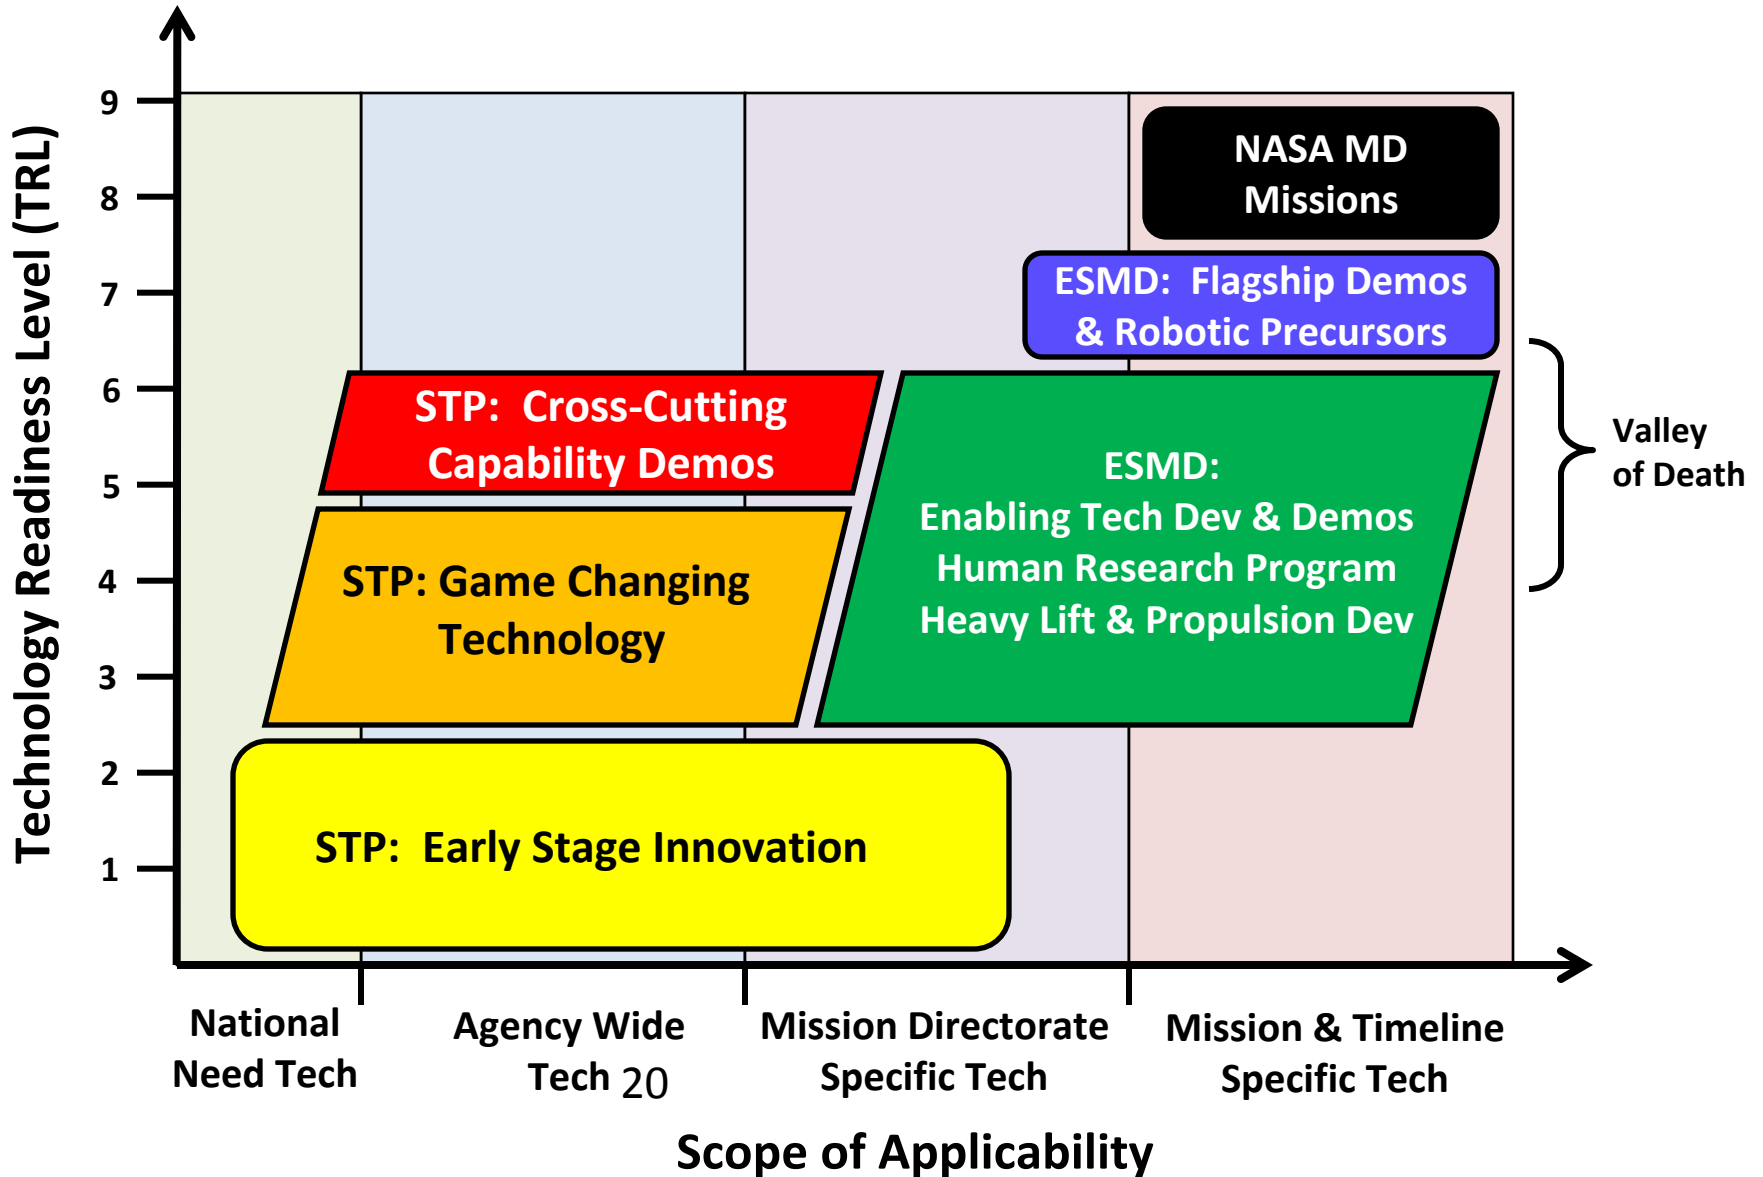 Technology Readiness Level (TRL)
9
8
7
6
5
4
3
2
1
NASA MD
Missions
ESMD:  Flagship Demos
& Robotic Precursors
STP:  Cross-Cutting
Capability Demos
ESMD:
Enabling Tech Dev & Demos
Human Research Program
Heavy Lift & Propulsion Dev
STP: Game Changing
Technology
STP:  Early Stage Innovation
Valley
of Death
National
Need Tech
Agency Wide
Tech
20
Mission Directorate
Specific Tech
Mission & Timeline
Specific Tech
Scope of Applicability